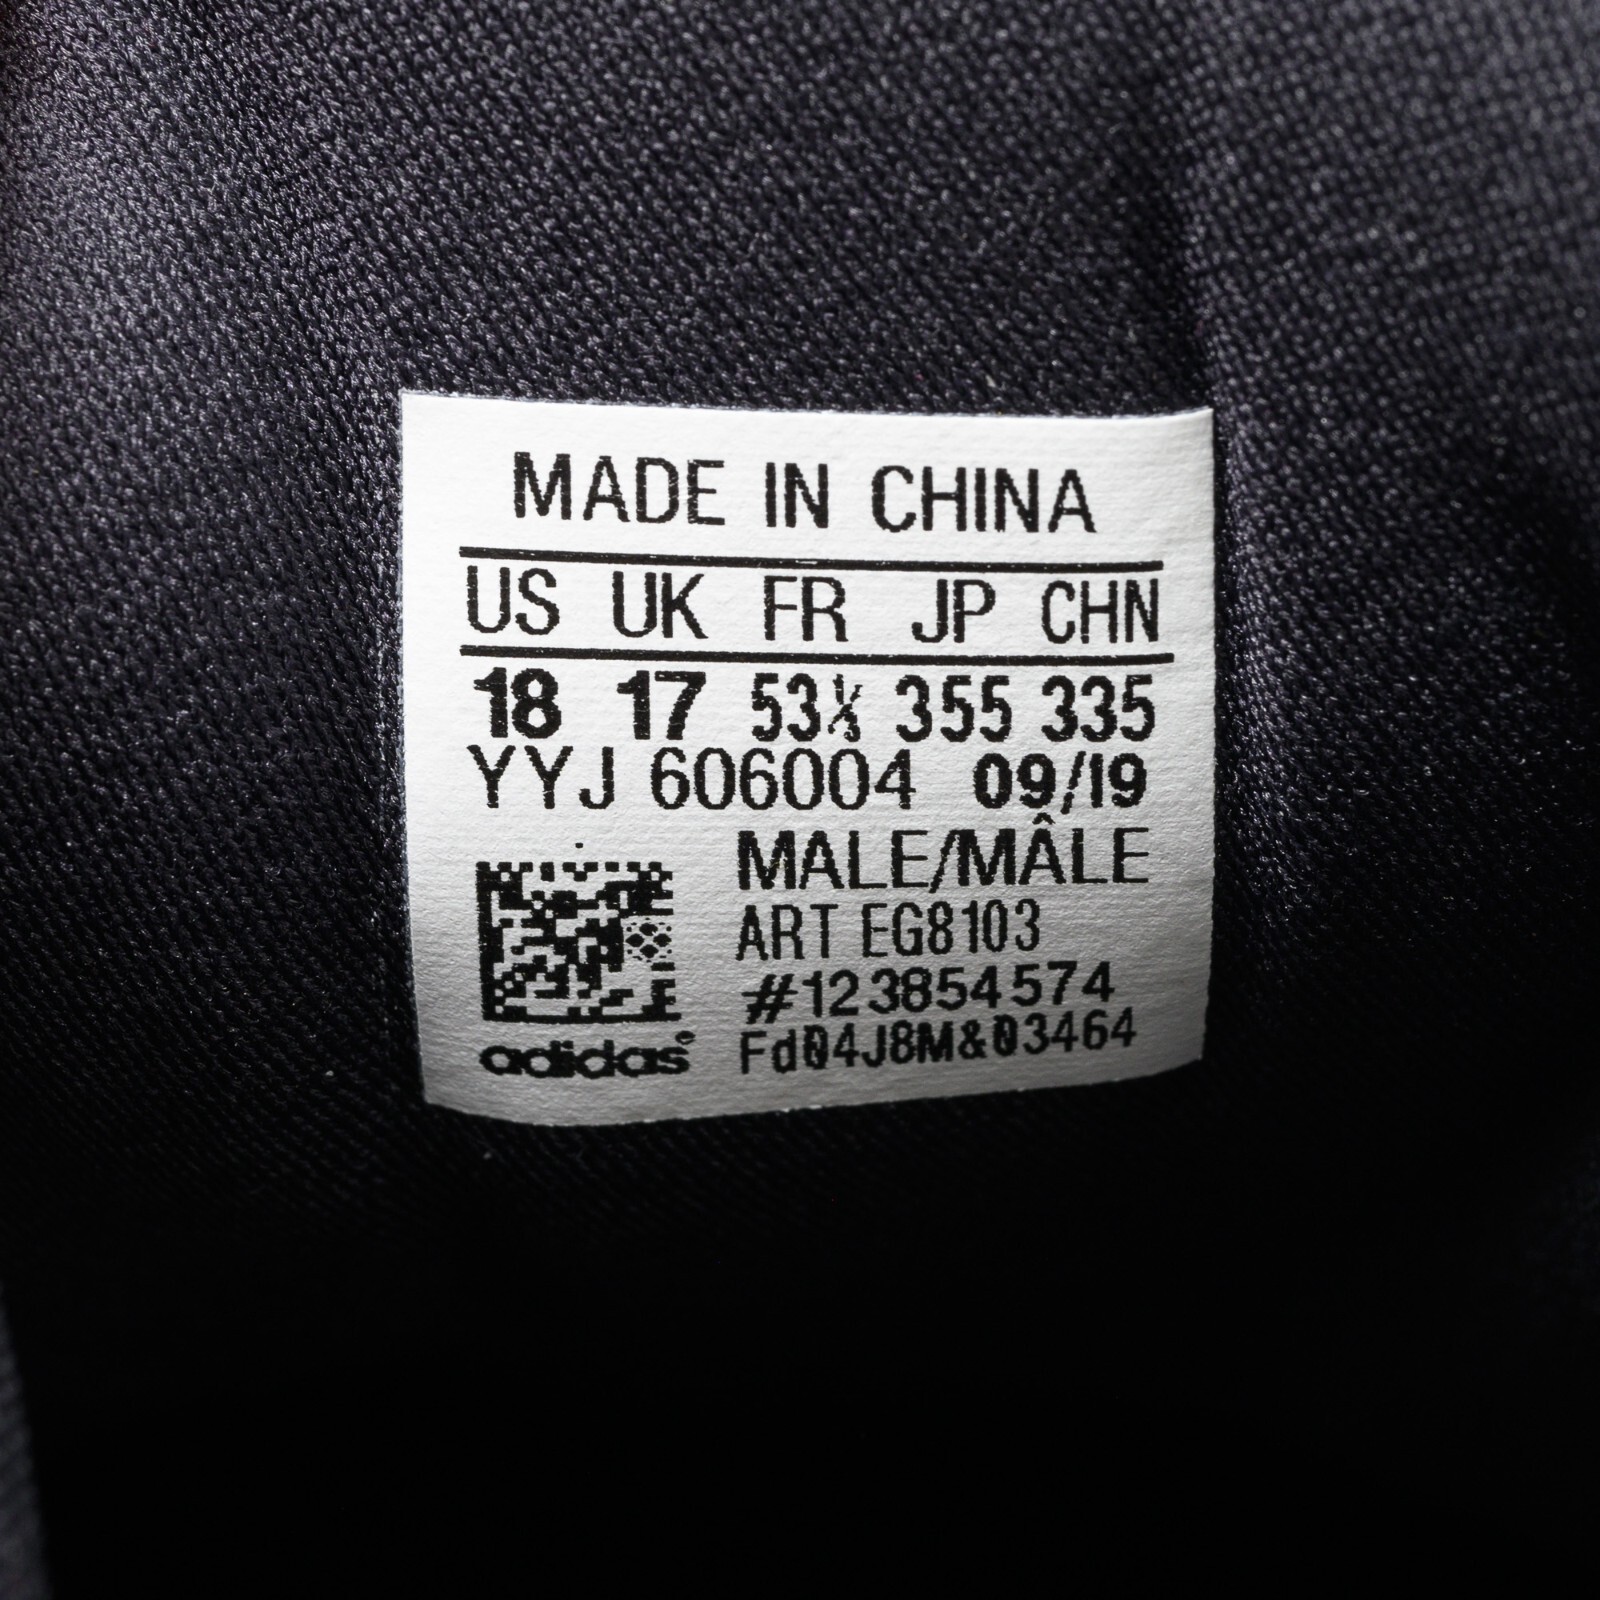 MADE IN CHINA
US UK FR JP CHN
18 17 53⅓ 355 335
YYJ 606004 09/19
MALE/MÂLE
ART EG8103
#123854574
Fd04J8M&03464
adidas